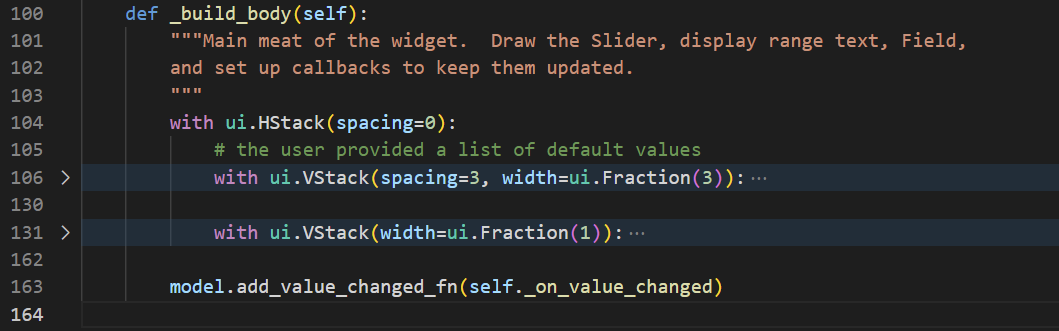 100 def _build_body(self):
101 """Main meat of the widget.  Draw the Slider, display range text, Field,
102 and set up callbacks to keep them updated.
103 """
104 with ui.HStack(spacing=0):
105 # the user provided a list of default values
106 > with ui.VStack(spacing=3, width=ui.Fraction(3)): ···
130
131 > with ui.VStack(width=ui.Fraction(1)): ···
162
163 model.add_value_changed_fn(self._on_value_changed)
164